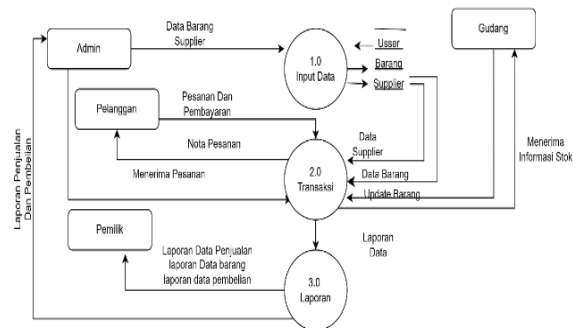 Data Barang
Supplier
Admin
1.0
Input Data
Usser
Barang
Supplier
Gudang
Pelanggan
Pesanan Dan
Pembayaran
Nota Pesanan
Menerima Pesanan
Data
Supplier
Data Barang
Update Barang
2.0
Transaksi
Menerima
Informasi Stok
Laporan Penjualan
Dan Pembelian
Pemilik
Laporan Data Penjualan
laporan Data barang
laporan data pembelian
Laporan
Data
3.0
Laporan